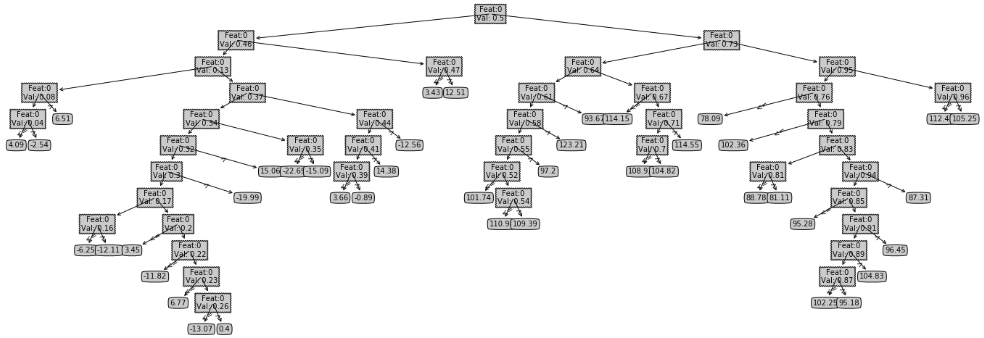 Feat:0
Val: 0.5
Feat:0
Val: 0.46
Feat:0
Val: 0.73
Feat:0
Val: 0.13
Feat:0
Val: 0.47
Feat:0
Val: 0.64
Feat:0
Val: 0.95
Feat:0
Val: 0.08
Feat:0
Val: 0.37
3.43
12.51
Feat:0
Val: 0.61
Feat:0
Val: 0.67
Feat:0
Val: 0.76
Feat:0
Val: 0.96
Feat:0
Val: 0.04
6.51
Feat:0
Val: 0.34
Feat:0
Val: 0.44
Feat:0
Val: 0.58
93.67
114.15
Feat:0
Val: 0.71
78.09
Feat:0
Val: 0.79
112.4
105.25
4.09
-2.54
Feat:0
Val: 0.32
Feat:0
Val: 0.35
Feat:0
Val: 0.41
-12.56
Feat:0
Val: 0.55
123.21
Feat:0
Val: 0.7
114.55
102.36
Feat:0
Val: 0.83
Feat:0
Val: 0.3
15.06
-22.69
-15.09
Feat:0
Val: 0.39
14.38
Feat:0
Val: 0.52
97.2
108.9
104.82
Feat:0
Val: 0.81
Feat:0
Val: 0.94
Feat:0
Val: 0.17
-19.99
3.66
-0.89
101.74
Feat:0
Val: 0.54
88.78
81.11
Feat:0
Val: 0.85
87.31
Feat:0
Val: 0.16
Feat:0
Val: 0.2
110.9
109.39
95.28
Feat:0
Val: 0.91
-6.25
-12.11
3.45
Feat:0
Val: 0.22
Feat:0
Val: 0.89
96.45
-11.82
Feat:0
Val: 0.23
Feat:0
Val: 0.87
104.83
6.77
Feat:0
Val: 0.26
102.25
95.18
-13.07
0.4